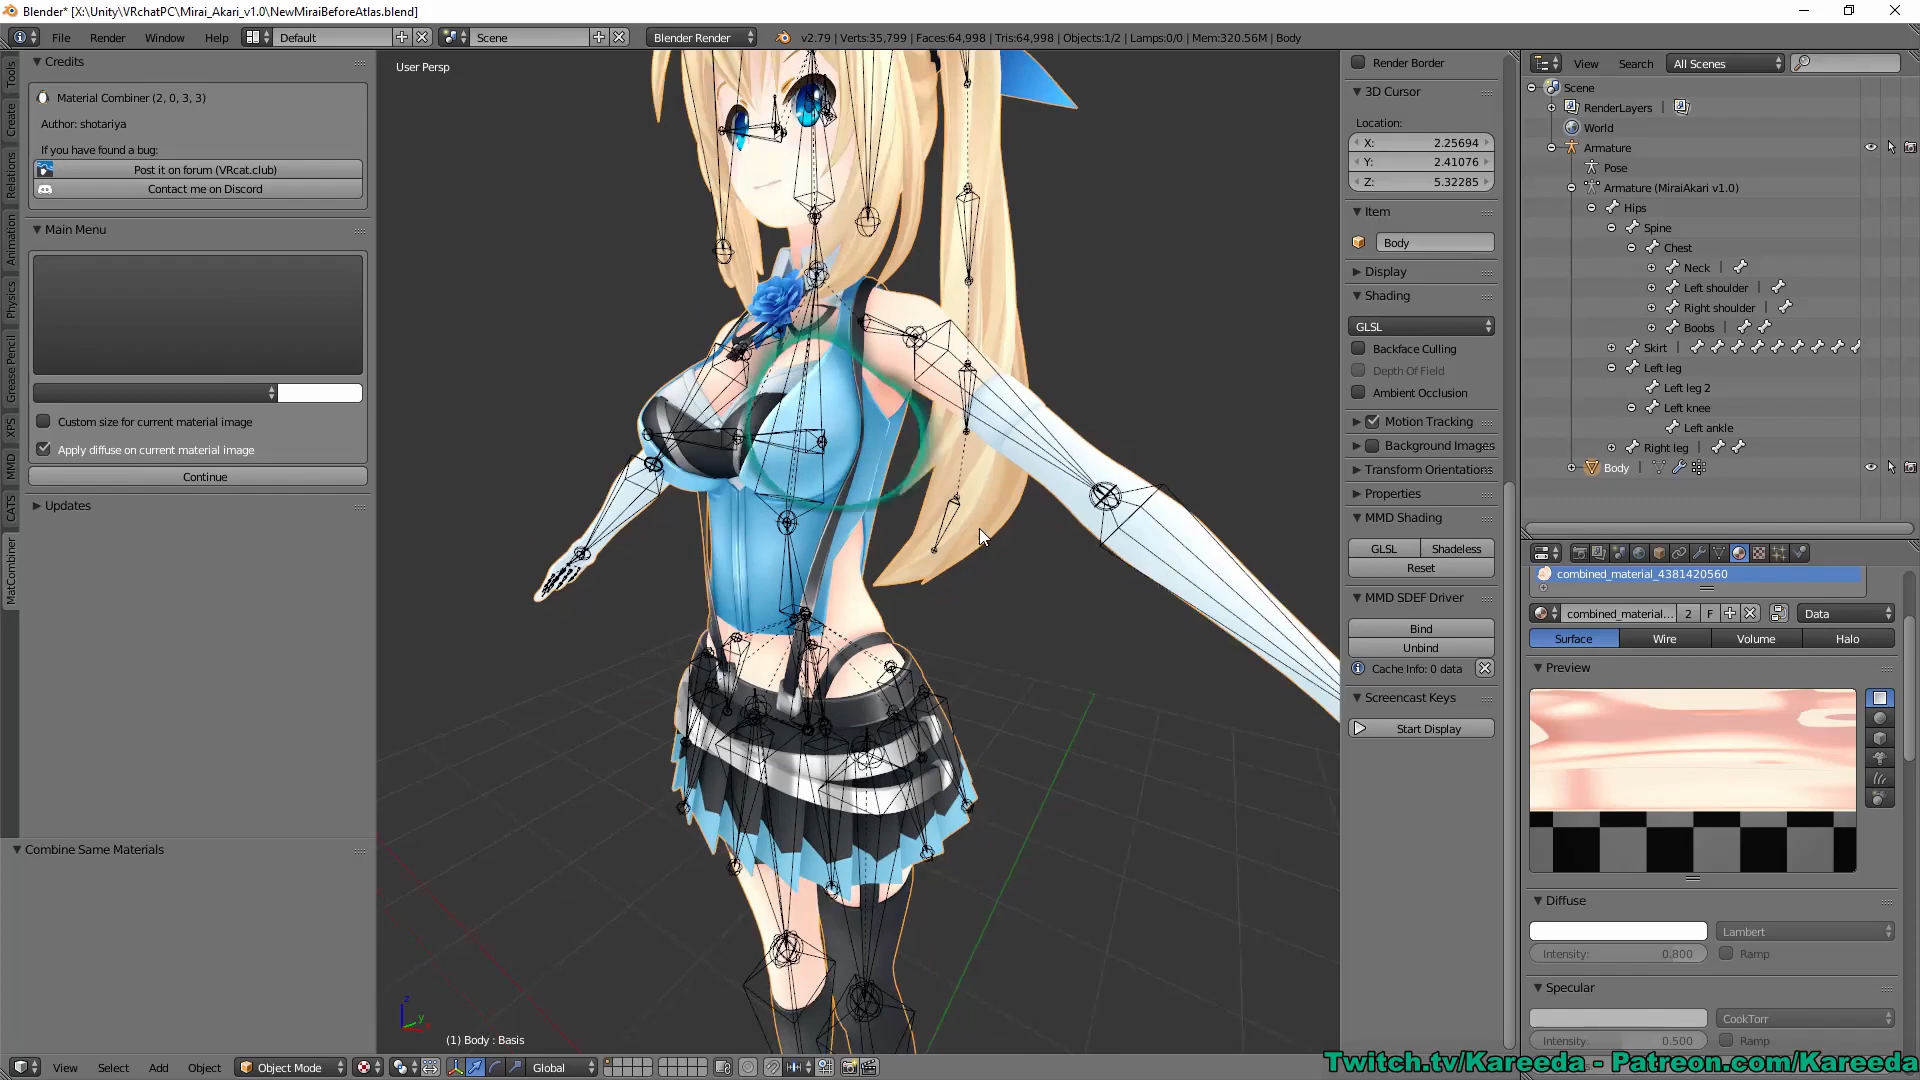 Blender* [X:\Unity\VRchatPC\Mirai_Akari_v1.0\NewMiraiBeforeAtlas.blend]
File Render Window Help Default Scene Blender Render v2.79 | Verts:35,799 | Faces:64,998 | Tris:64,998 | Objects:1/2 | Lamps:0/0 | Mem:320.56M | Body
Tools
Create
Relations
Animation
Physics
Grease Pencil
XPS
MMD
CATS
MatCombiner
Credits
Material Combiner (2, 0, 3, 3)
Author: shotariya
If you have found a bug:
Post it on forum (VRcat.club)
Contact me on Discord
Main Menu
Custom size for current material image
Apply diffuse on current material image
Continue
Updates
Combine Same Materials
User Persp
(1) Body : Basis
View Select Add Object Object Mode Global
Render Border
3D Cursor
Location:
X: 2.25694
Y: 2.41076
Z: 5.32285
Item
Body
Display
Shading
GLSL
Backface Culling
Depth Of Field
Ambient Occlusion
Motion Tracking
Background Images
Transform Orientations
Properties
MMD Shading
GLSL Shadeless
Reset
MMD SDEF Driver
Bind
Unbind
Cache Info: 0 data
Screencast Keys
Start Display
View Search All Scenes
Scene
RenderLayers |
World
Armature
Pose
Armature (MiraiAkari v1.0)
Hips
Spine
Chest
Neck |
Left shoulder |
Right shoulder |
Boobs |
Skirt |
Left leg
Left leg 2
Left knee
Left ankle
Right leg |
Body |
combined_material_4381420560
combined_material... 2 F Data
Surface Wire Volume Halo
Preview
Diffuse
Lambert
Intensity: 0.800 Ramp
Specular
CookTorr
Intensity: 0.500 Ramp
Twitch.tv/Kareeda - Patreon.com/Kareeda